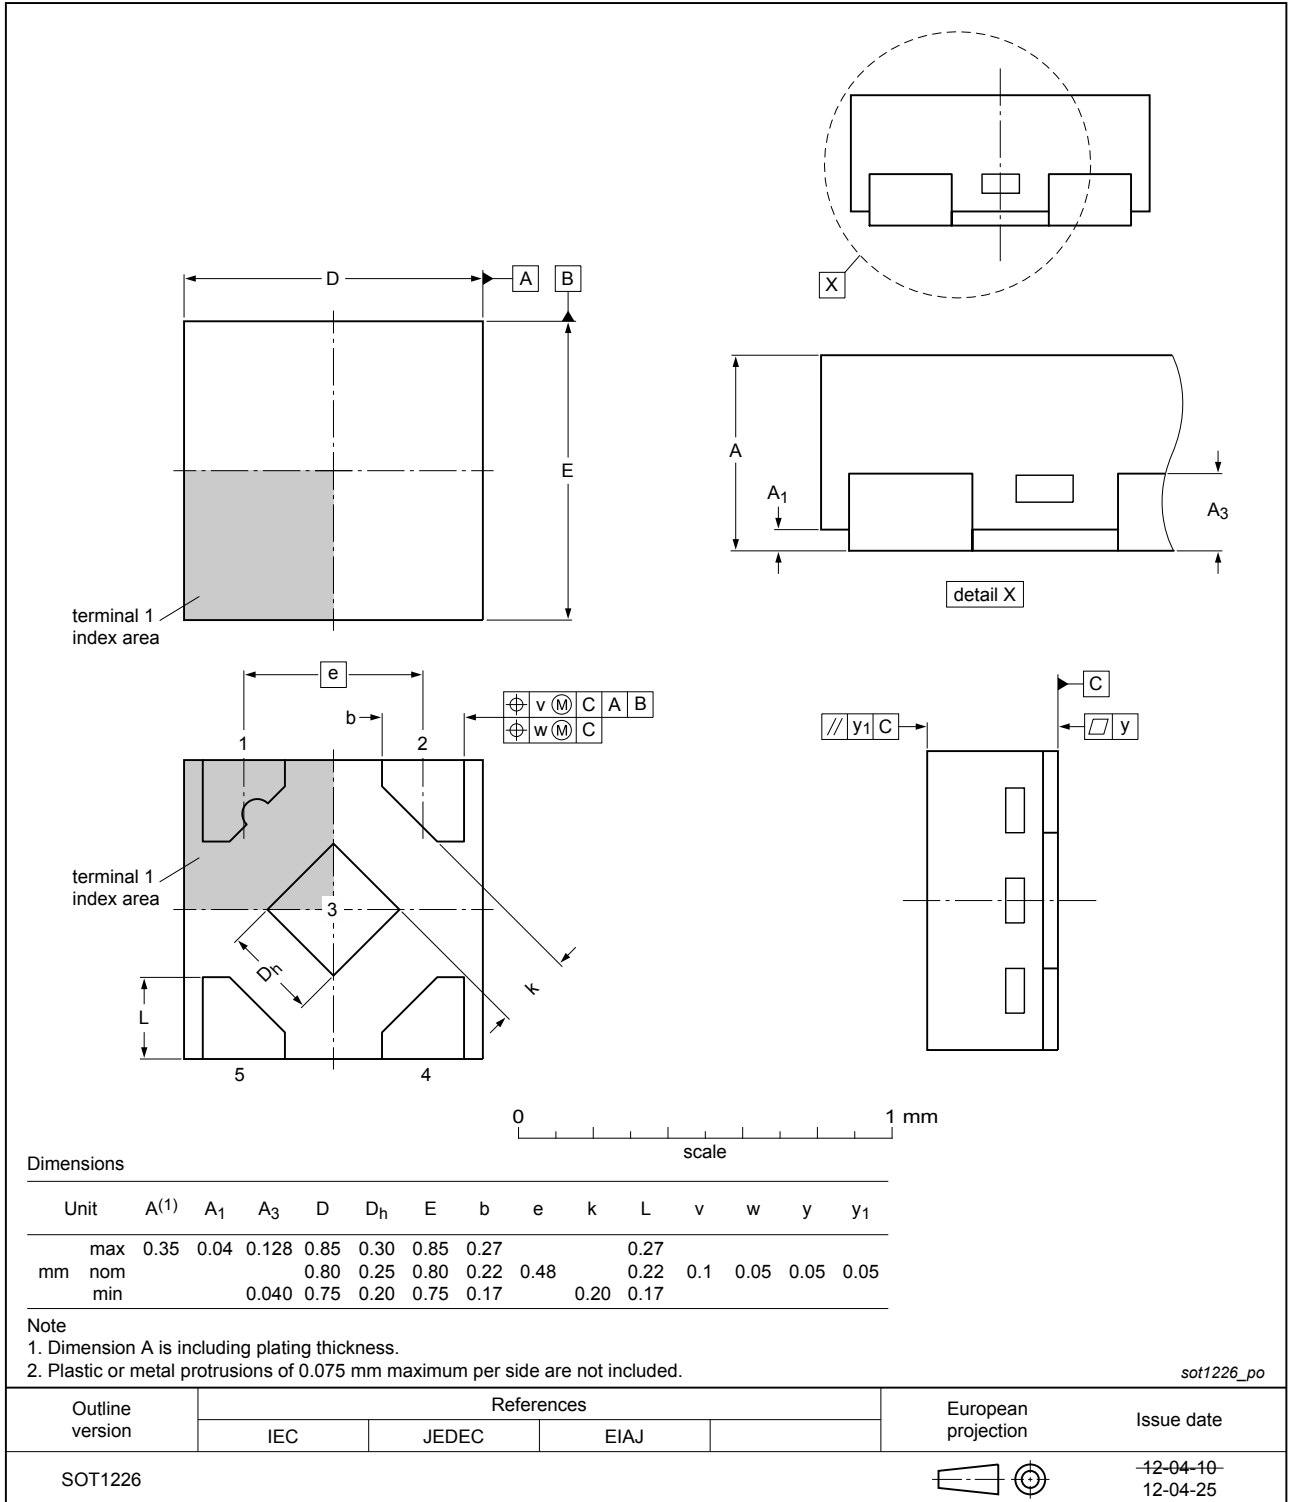 X
D
A
B
E
terminal 1
index area
A
A1
A3
detail X
e
b
v M C A B
w M C
1
2
terminal 1
index area
3
Dh
k
L
5
4
C
// y1 C
y
0
1 mm
scale
Dimensions
Unit A(1) A1 A3 D Dh E b e k L v w y y1
max 0.35 0.04 0.128 0.85 0.30 0.85 0.27 0.27
mm nom 0.80 0.25 0.80 0.22 0.48 0.22 0.1 0.05 0.05 0.05
min 0.040 0.75 0.20 0.75 0.17 0.20 0.17
Note
1. Dimension A is including plating thickness.
2. Plastic or metal protrusions of 0.075 mm maximum per side are not included.
sot1226_po
Outline
version
References
IEC
JEDEC
EIAJ
European
projection
Issue date
SOT1226
12-04-10
12-04-25